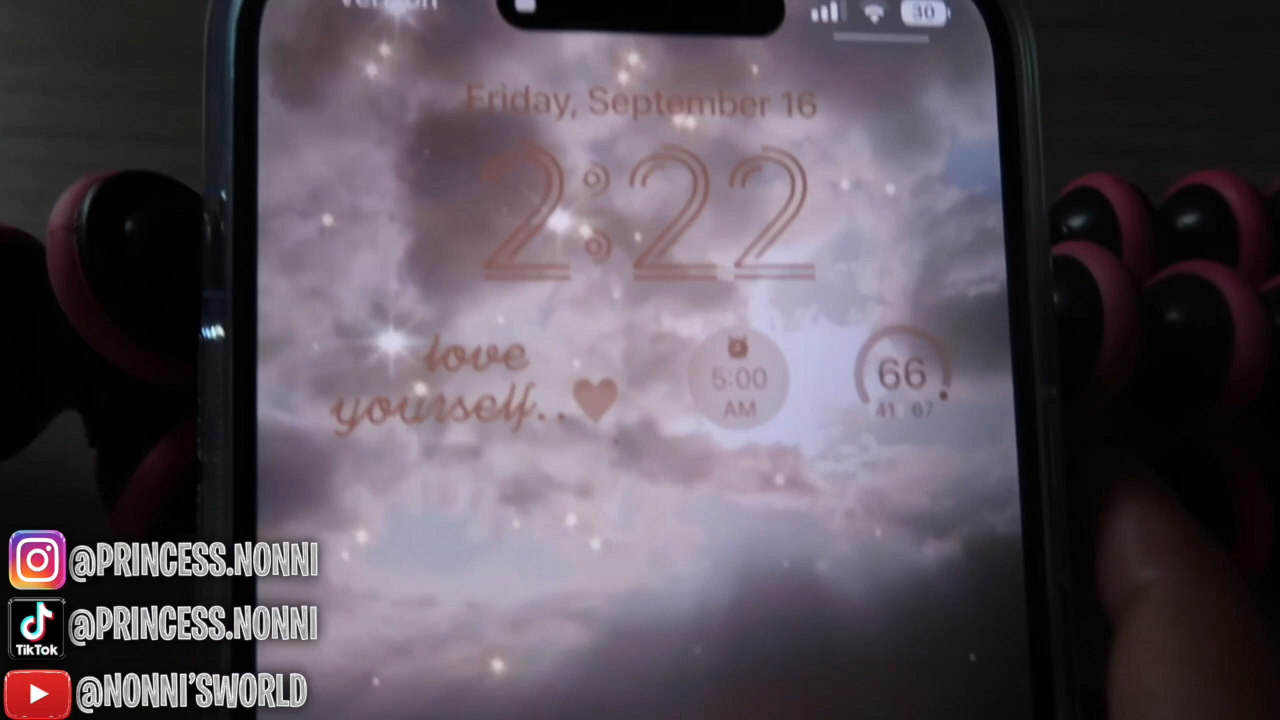 Verizon
30
Friday, September 16
2:22
love
yourself..
5:00
AM
66
41 67
@PRINCESS.NONNI
TikTok
@PRINCESS.NONNI
@NONNI'SWORLD